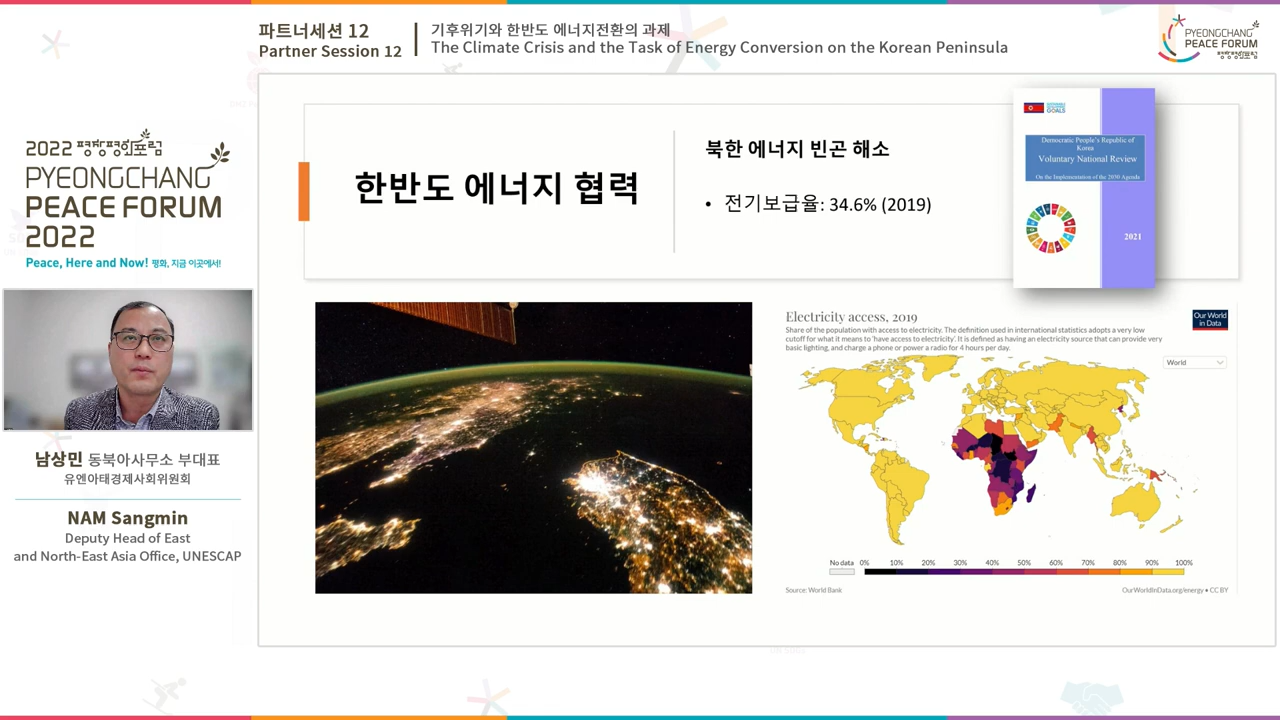 파트너세션 12
Partner Session 12
기후위기와 한반도 에너지전환의 과제
The Climate Crisis and the Task of Energy Conversion on the Korean Peninsula
PYEONGCHANG
PEACE FORUM
평창평화포럼
2022 평창평화포럼
PYEONGCHANG
PEACE FORUM
2022
Peace, Here and Now! 평화, 지금 이곳에서!
남상민 동북아사무소 부대표
유엔아태경제사회위원회
NAM Sangmin
Deputy Head of East
and North-East Asia Office, UNESCAP
한반도 에너지 협력
북한 에너지 빈곤 해소
• 전기보급율: 34.6% (2019)
GOALS
Democratic People's Republic of
Korea
Voluntary National Review
On the Implementation of the 2030 Agenda
2021
Electricity access, 2019
Share of the population with access to electricity. The definition used in international statistics adopts a very low
cutoff for what it means to 'have access to electricity'. It is defined as having an electricity source that can provide very
basic lighting, and charge a phone or power a radio for 4 hours per day.
Our World
in Data
World
No data 0% 10% 20% 30% 40% 50% 60% 70% 80% 90% 100%
Source: World Bank
OurWorldInData.org/energy • CC BY